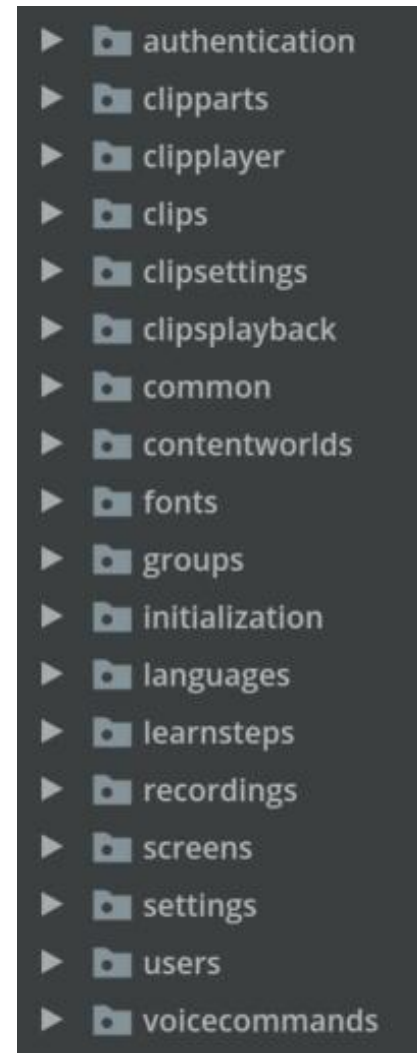 authentication
clipparts
clipplayer
clips
clipsettings
clipsplayback
common
contentworlds
fonts
groups
initialization
languages
learnsteps
recordings
screens
settings
users
voicecommands